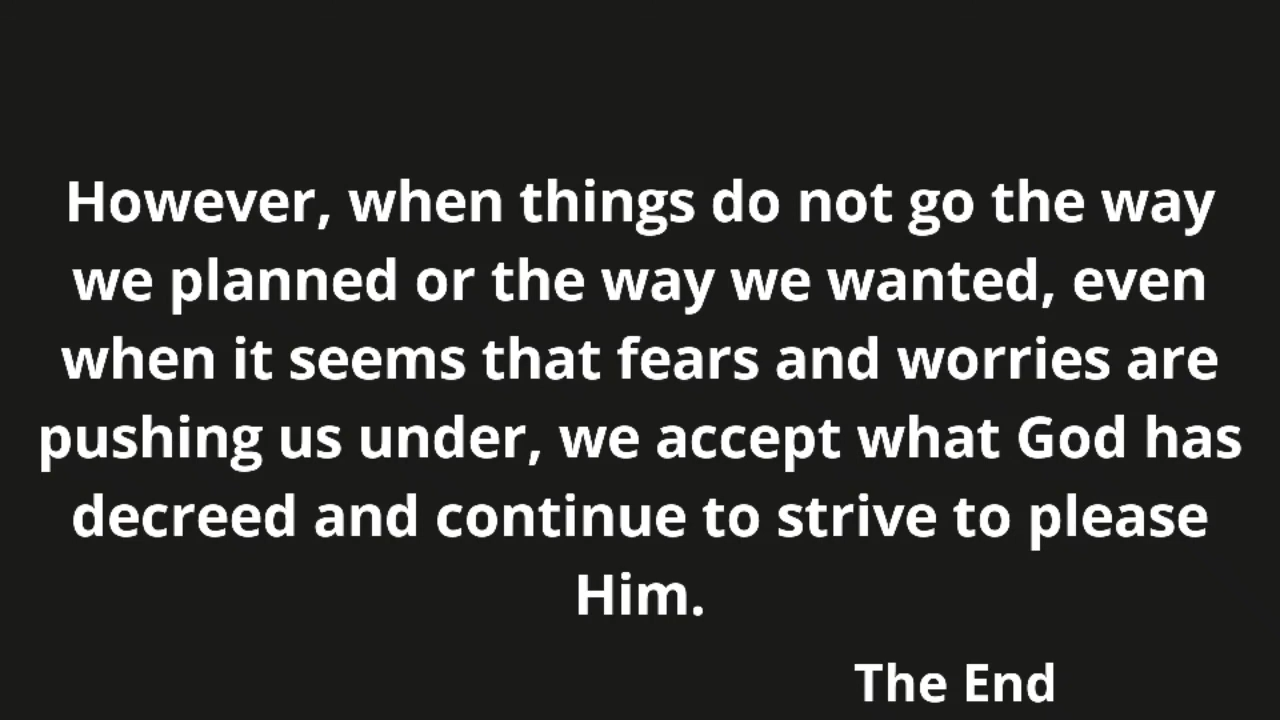 However, when things do not go the way
we planned or the way we wanted, even
when it seems that fears and worries are
pushing us under, we accept what God has
decreed and continue to strive to please
Him.
The End